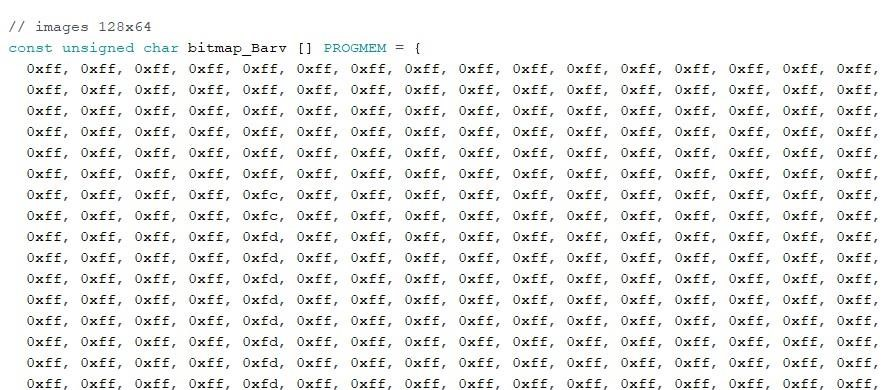 // images 128x64
const unsigned char bitmap_Barv [] PROGMEM = {
0xff, 0xff, 0xff, 0xff, 0xff, 0xff, 0xff, 0xff, 0xff, 0xff, 0xff, 0xff, 0xff, 0xff, 0xff, 0xff,
0xff, 0xff, 0xff, 0xff, 0xff, 0xff, 0xff, 0xff, 0xff, 0xff, 0xff, 0xff, 0xff, 0xff, 0xff, 0xff,
0xff, 0xff, 0xff, 0xff, 0xff, 0xff, 0xff, 0xff, 0xff, 0xff, 0xff, 0xff, 0xff, 0xff, 0xff, 0xff,
0xff, 0xff, 0xff, 0xff, 0xff, 0xff, 0xff, 0xff, 0xff, 0xff, 0xff, 0xff, 0xff, 0xff, 0xff, 0xff,
0xff, 0xff, 0xff, 0xff, 0xff, 0xff, 0xff, 0xff, 0xff, 0xff, 0xff, 0xff, 0xff, 0xff, 0xff, 0xff,
0xff, 0xff, 0xff, 0xff, 0xff, 0xff, 0xff, 0xff, 0xff, 0xff, 0xff, 0xff, 0xff, 0xff, 0xff, 0xff,
0xff, 0xff, 0xff, 0xff, 0xfc, 0xff, 0xff, 0xff, 0xff, 0xff, 0xff, 0xff, 0xff, 0xff, 0xff, 0xff,
0xff, 0xff, 0xff, 0xff, 0xfc, 0xff, 0xff, 0xff, 0xff, 0xff, 0xff, 0xff, 0xff, 0xff, 0xff, 0xff,
0xff, 0xff, 0xff, 0xff, 0xfd, 0xff, 0xff, 0xff, 0xff, 0xff, 0xff, 0xff, 0xff, 0xff, 0xff, 0xff,
0xff, 0xff, 0xff, 0xff, 0xfd, 0xff, 0xff, 0xff, 0xff, 0xff, 0xff, 0xff, 0xff, 0xff, 0xff, 0xff,
0xff, 0xff, 0xff, 0xff, 0xfd, 0xff, 0xff, 0xff, 0xff, 0xff, 0xff, 0xff, 0xff, 0xff, 0xff, 0xff,
0xff, 0xff, 0xff, 0xff, 0xfd, 0xff, 0xff, 0xff, 0xff, 0xff, 0xff, 0xff, 0xff, 0xff, 0xff, 0xff,
0xff, 0xff, 0xff, 0xff, 0xfd, 0xff, 0xff, 0xff, 0xff, 0xff, 0xff, 0xff, 0xff, 0xff, 0xff, 0xff,
0xff, 0xff, 0xff, 0xff, 0xfd, 0xff, 0xff, 0xff, 0xff, 0xff, 0xff, 0xff, 0xff, 0xff, 0xff, 0xff,
0xff, 0xff, 0xff, 0xff, 0xfd, 0xff, 0xff, 0xff, 0xff, 0xff, 0xff, 0xff, 0xff, 0xff, 0xff, 0xff,
0xff, 0xff, 0xff, 0xff, 0xfd, 0xff, 0xff, 0xff, 0xff, 0xff, 0xff, 0xff, 0xff, 0xff, 0xff, 0xff,